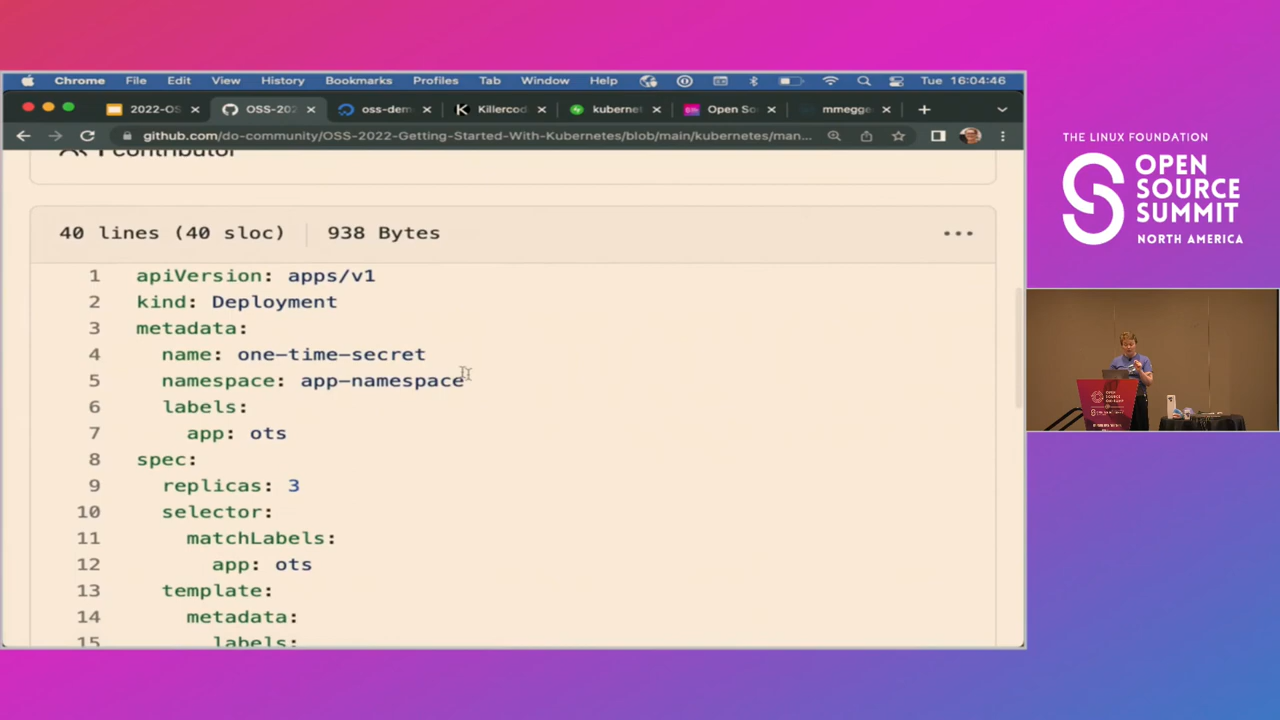 Chrome File Edit View History Bookmarks Profiles Tab Window Help Tue 16:04:46
2022-OS OSS-202 oss-dem Killercod kubernet Open So mmegge
github.com/do-community/OSS-2022-Getting-Started-With-Kubernetes/blob/main/kubernetes/man...
contributor
40 lines (40 sloc) 938 Bytes
1 apiVersion: apps/v1
2 kind: Deployment
3 metadata:
4 name: one-time-secret
5 namespace: app-namespace
6 labels:
7 app: ots
8 spec:
9 replicas: 3
10 selector:
11 matchLabels:
12 app: ots
13 template:
14 metadata:
15 labels:
THE LINUX FOUNDATION
OPEN
SOURCE
SUMMIT
NORTH AMERICA